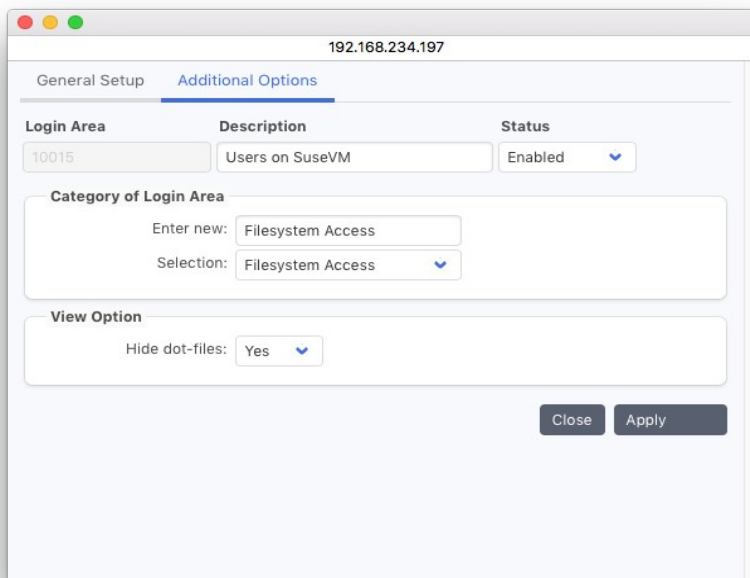 192.168.234.197
General Setup Additional Options
Login Area Description Status
10015 Users on SuseVM Enabled
Category of Login Area
Enter new: Filesystem Access
Selection: Filesystem Access
View Option
Hide dot-files: Yes
Close Apply